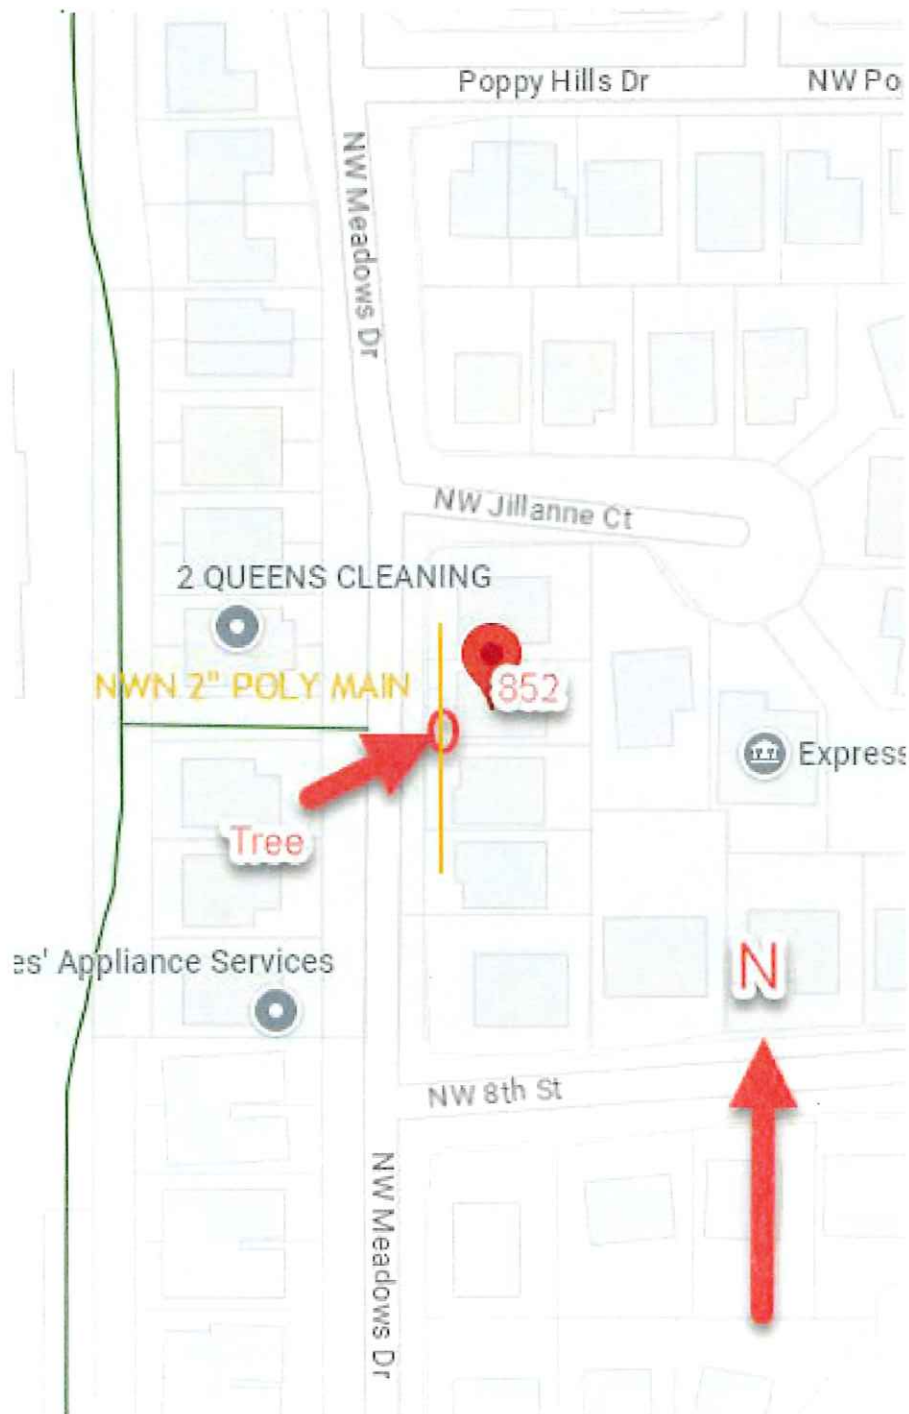 Poppy Hills Dr
NW Po
NW Meadows Dr
NW Jillanne Ct
2 QUEENS CLEANING
NWN 2" POLY MAIN
852
Express
Tree
es' Appliance Services
N
NW 8th St
NW Meadows Dr